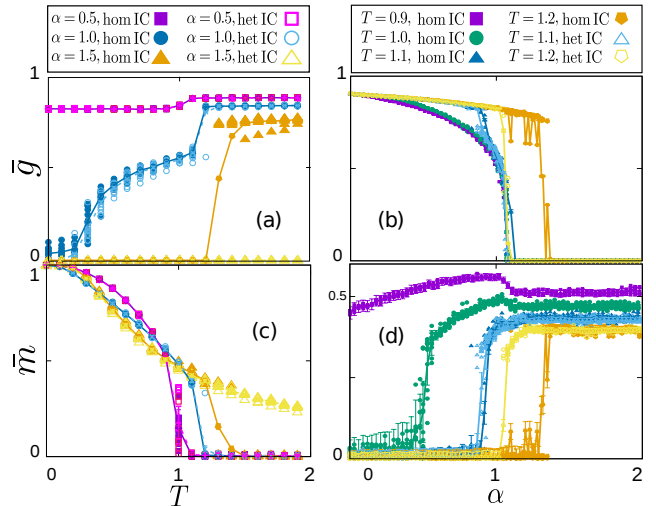 α = 0.5, hom IC α = 0.5, het IC
α = 1.0, hom IC α = 1.0, het IC
α = 1.5, hom IC α = 1.5, het IC
T = 0.9, hom IC T = 1.2, hom IC
T = 1.0, hom IC T = 1.1, het IC
T = 1.1, hom IC T = 1.2, het IC
1
g̅
0
(a)
1
0
(b)
1
m̅
0
(c)
0 1 2
T
0.5
0
(d)
0 1 2
α